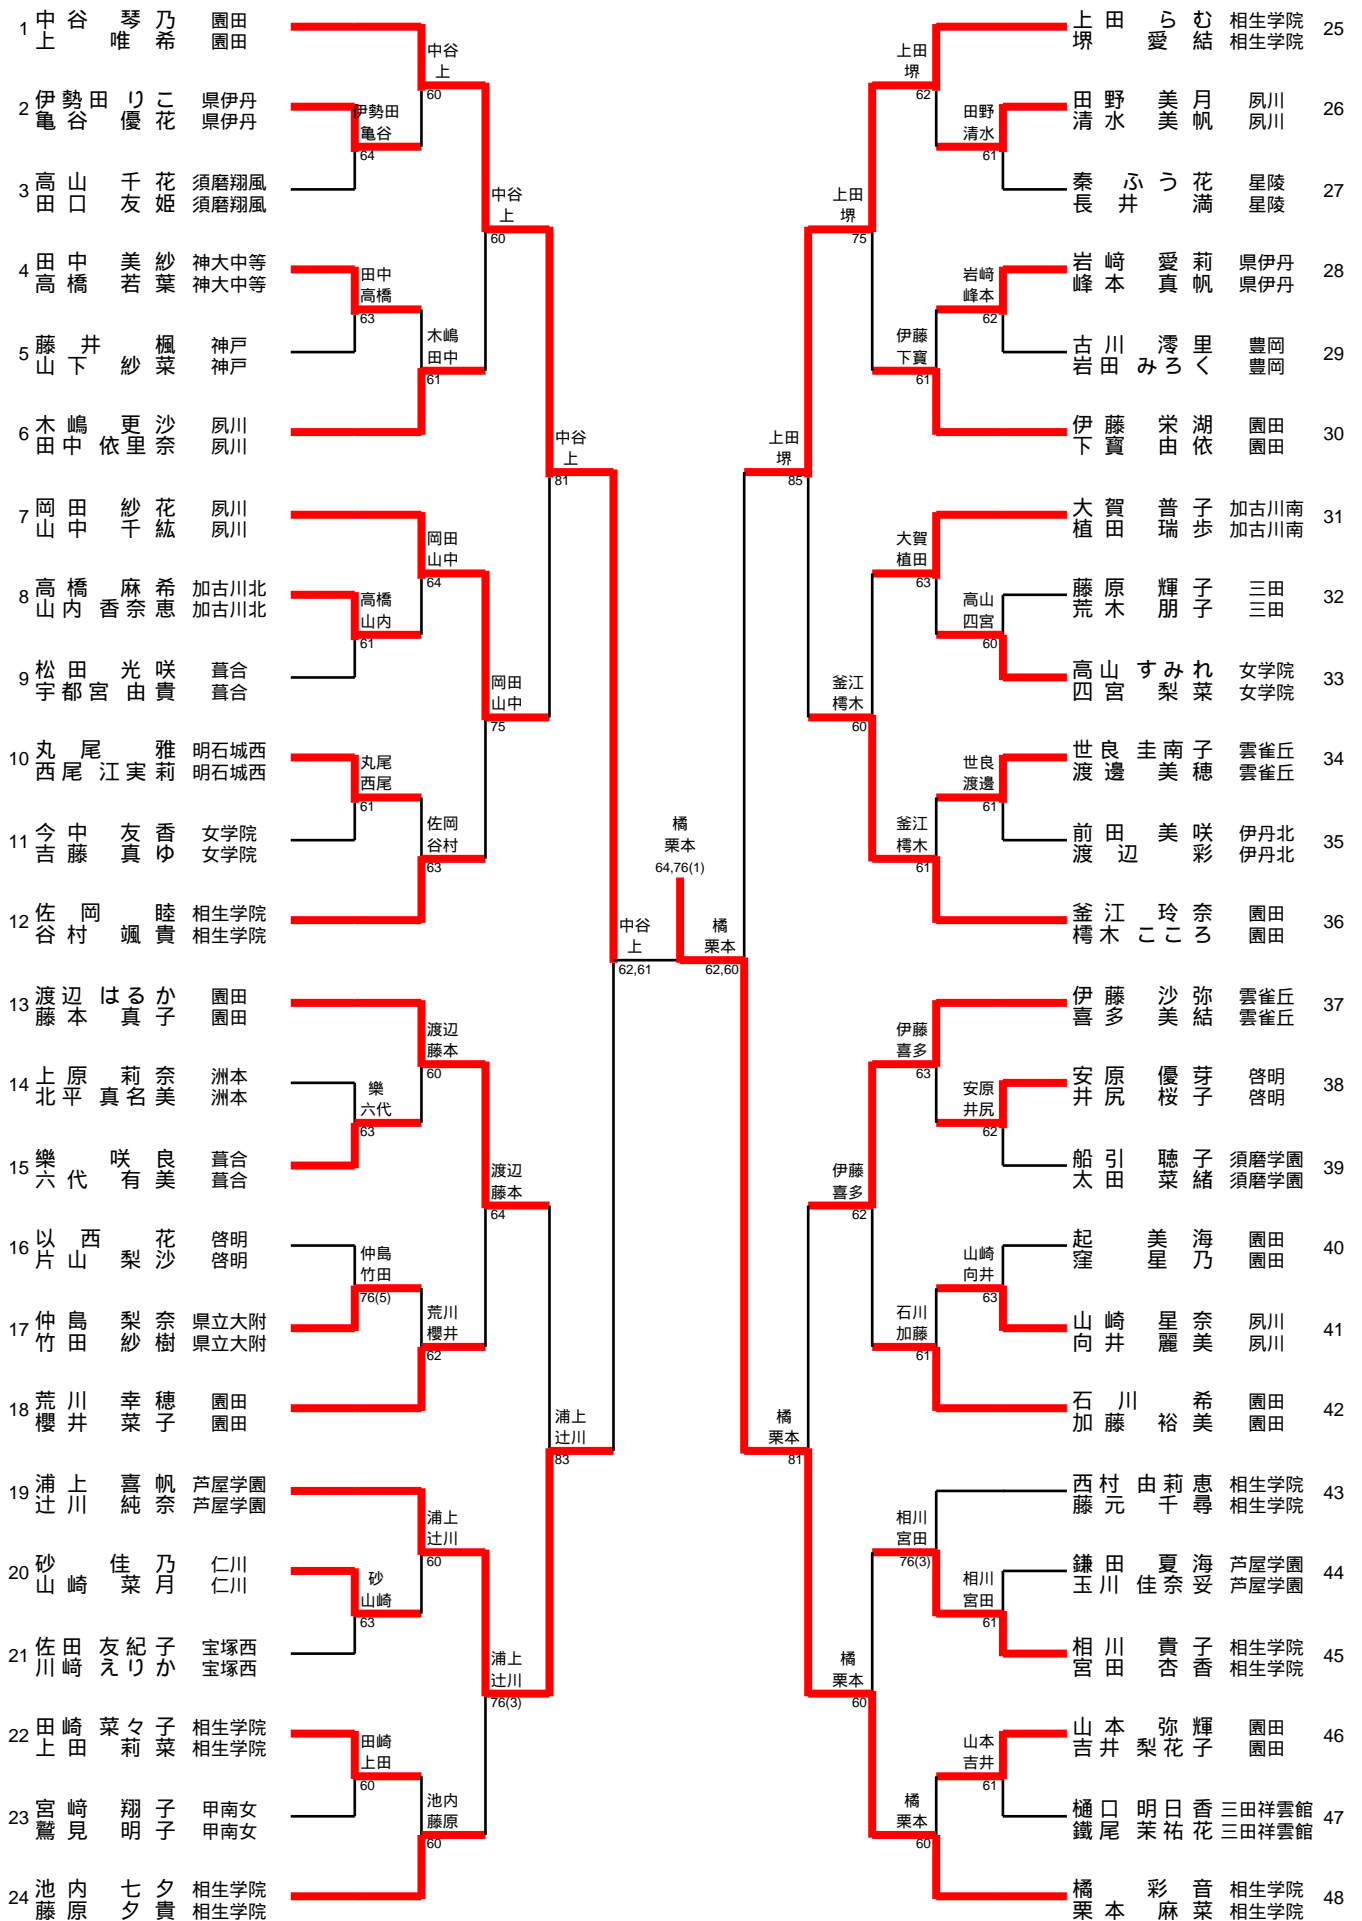 1 中谷 琴乃 園田
上 唯希 園田
2 伊勢田 りこ 県伊丹
亀谷 優花 県伊丹
3 高山 千花 須磨翔風
田口 友姫 須磨翔風
4 田中 美紗 神大中等
高橋 若葉 神大中等
5 藤井 楓 神戸
山下 紗菜 神戸
6 木嶋 更沙 夙川
田中 依里奈 夙川
7 岡田 紗花 夙川
山中 千紘 夙川
8 高橋 麻希 加古川北
山内 香奈恵 加古川北
9 松田 光咲 葺合
宇都宮 由貴 葺合
10 丸尾 雅 明石城西
西尾 江実莉 明石城西
11 今中 友香 女学院
吉藤 真ゆ 女学院
12 佐岡 睦 相生学院
谷村 颯貴 相生学院
13 渡辺 はるか 園田
藤本 真子 園田
14 上原 莉奈 洲本
北平 真名美 洲本
15 樂 咲良 葺合
六代 有美 葺合
16 以西 花 啓明
片山 梨沙 啓明
17 仲島 梨奈 県立大附
竹田 紗樹 県立大附
18 荒川 幸穂 園田
櫻井 菜子 園田
19 浦上 喜帆 芦屋学園
辻川 純奈 芦屋学園
20 砂 佳乃 仁川
山崎 菜月 仁川
21 佐田 友紀子 宝塚西
川﨑 えりか 宝塚西
22 田崎 菜々子 相生学院
上田 莉菜 相生学院
23 宮﨑 翔子 甲南女
鷲見 明子 甲南女
24 池内 七夕 相生学院
藤原 夕貴 相生学院
伊勢田
亀谷
64
田中
高橋
63
高橋
山内
61
丸尾
西尾
61
樂
六代
63
仲島
竹田
76(5)
砂
山崎
63
田崎
上田
60
中谷
上
60
木嶋
田中
61
岡田
山中
64
佐岡
谷村
63
渡辺
藤本
60
荒川
櫻井
62
浦上
辻川
60
池内
藤原
60
中谷
上
60
岡田
山中
75
渡辺
藤本
64
浦上
辻川
76(3)
中谷
上
81
浦上
辻川
83
中谷
上
62,61
橘
栗本
64,76(1)
橘
栗本
62,60
上田
堺
85
橘
栗本
81
上田
堺
75
釜江
樗木
60
伊藤
喜多
62
橘
栗本
60
上田
堺
62
伊藤
下寳
61
大賀
植田
63
釜江
樗木
61
伊藤
喜多
63
石川
加藤
61
相川
宮田
76(3)
橘
栗本
60
田野
清水
61
岩﨑
峰本
62
高山
四宮
60
世良
渡邊
61
安原
井尻
62
山崎
向井
63
相川
宮田
61
山本
吉井
61
上田 らむ 相生学院 25
堺 愛結 相生学院
田野 美月 夙川 26
清水 美帆 夙川
秦 ふう花 星陵 27
長井 満 星陵
岩﨑 愛莉 県伊丹 28
峰本 真帆 県伊丹
古川 澪里 豊岡 29
岩田 みろく 豊岡
伊藤 栄湖 園田 30
下寳 由依 園田
大賀 普子 加古川南 31
植田 瑞歩 加古川南
藤原 輝子 三田 32
荒木 朋子 三田
高山 すみれ 女学院 33
四宮 梨菜 女学院
世良 圭南子 雲雀丘 34
渡邊 美穂 雲雀丘
前田 美咲 伊丹北 35
渡辺 彩 伊丹北
釜江 玲奈 園田 36
樗木 こころ 園田
伊藤 沙弥 雲雀丘 37
喜多 美結 雲雀丘
安原 優芽 啓明 38
井尻 桜子 啓明
船引 聴子 須磨学園 39
太田 菜緒 須磨学園
起 美海 園田 40
窪 星乃 園田
山崎 星奈 夙川 41
向井 麗美 夙川
石川 希 園田 42
加藤 裕美 園田
西村 由莉恵 相生学院 43
藤元 千尋 相生学院
鎌田 夏海 芦屋学園 44
玉川 佳奈妥 芦屋学園
相川 貴子 相生学院 45
宮田 杏香 相生学院
山本 弥輝 園田 46
吉井 梨花子 園田
樋口 明日香 三田祥雲館 47
鐵尾 茉祐花 三田祥雲館
橘 彩音 相生学院 48
栗本 麻菜 相生学院